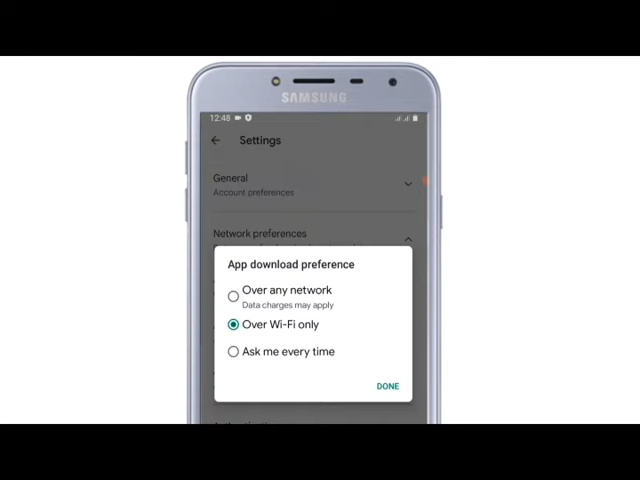 SAMSUNG
12:48
Settings
General
Account preferences
Network preferences
App download preference
Over any network
Data charges may apply
Over Wi-Fi only
Ask me every time
DONE